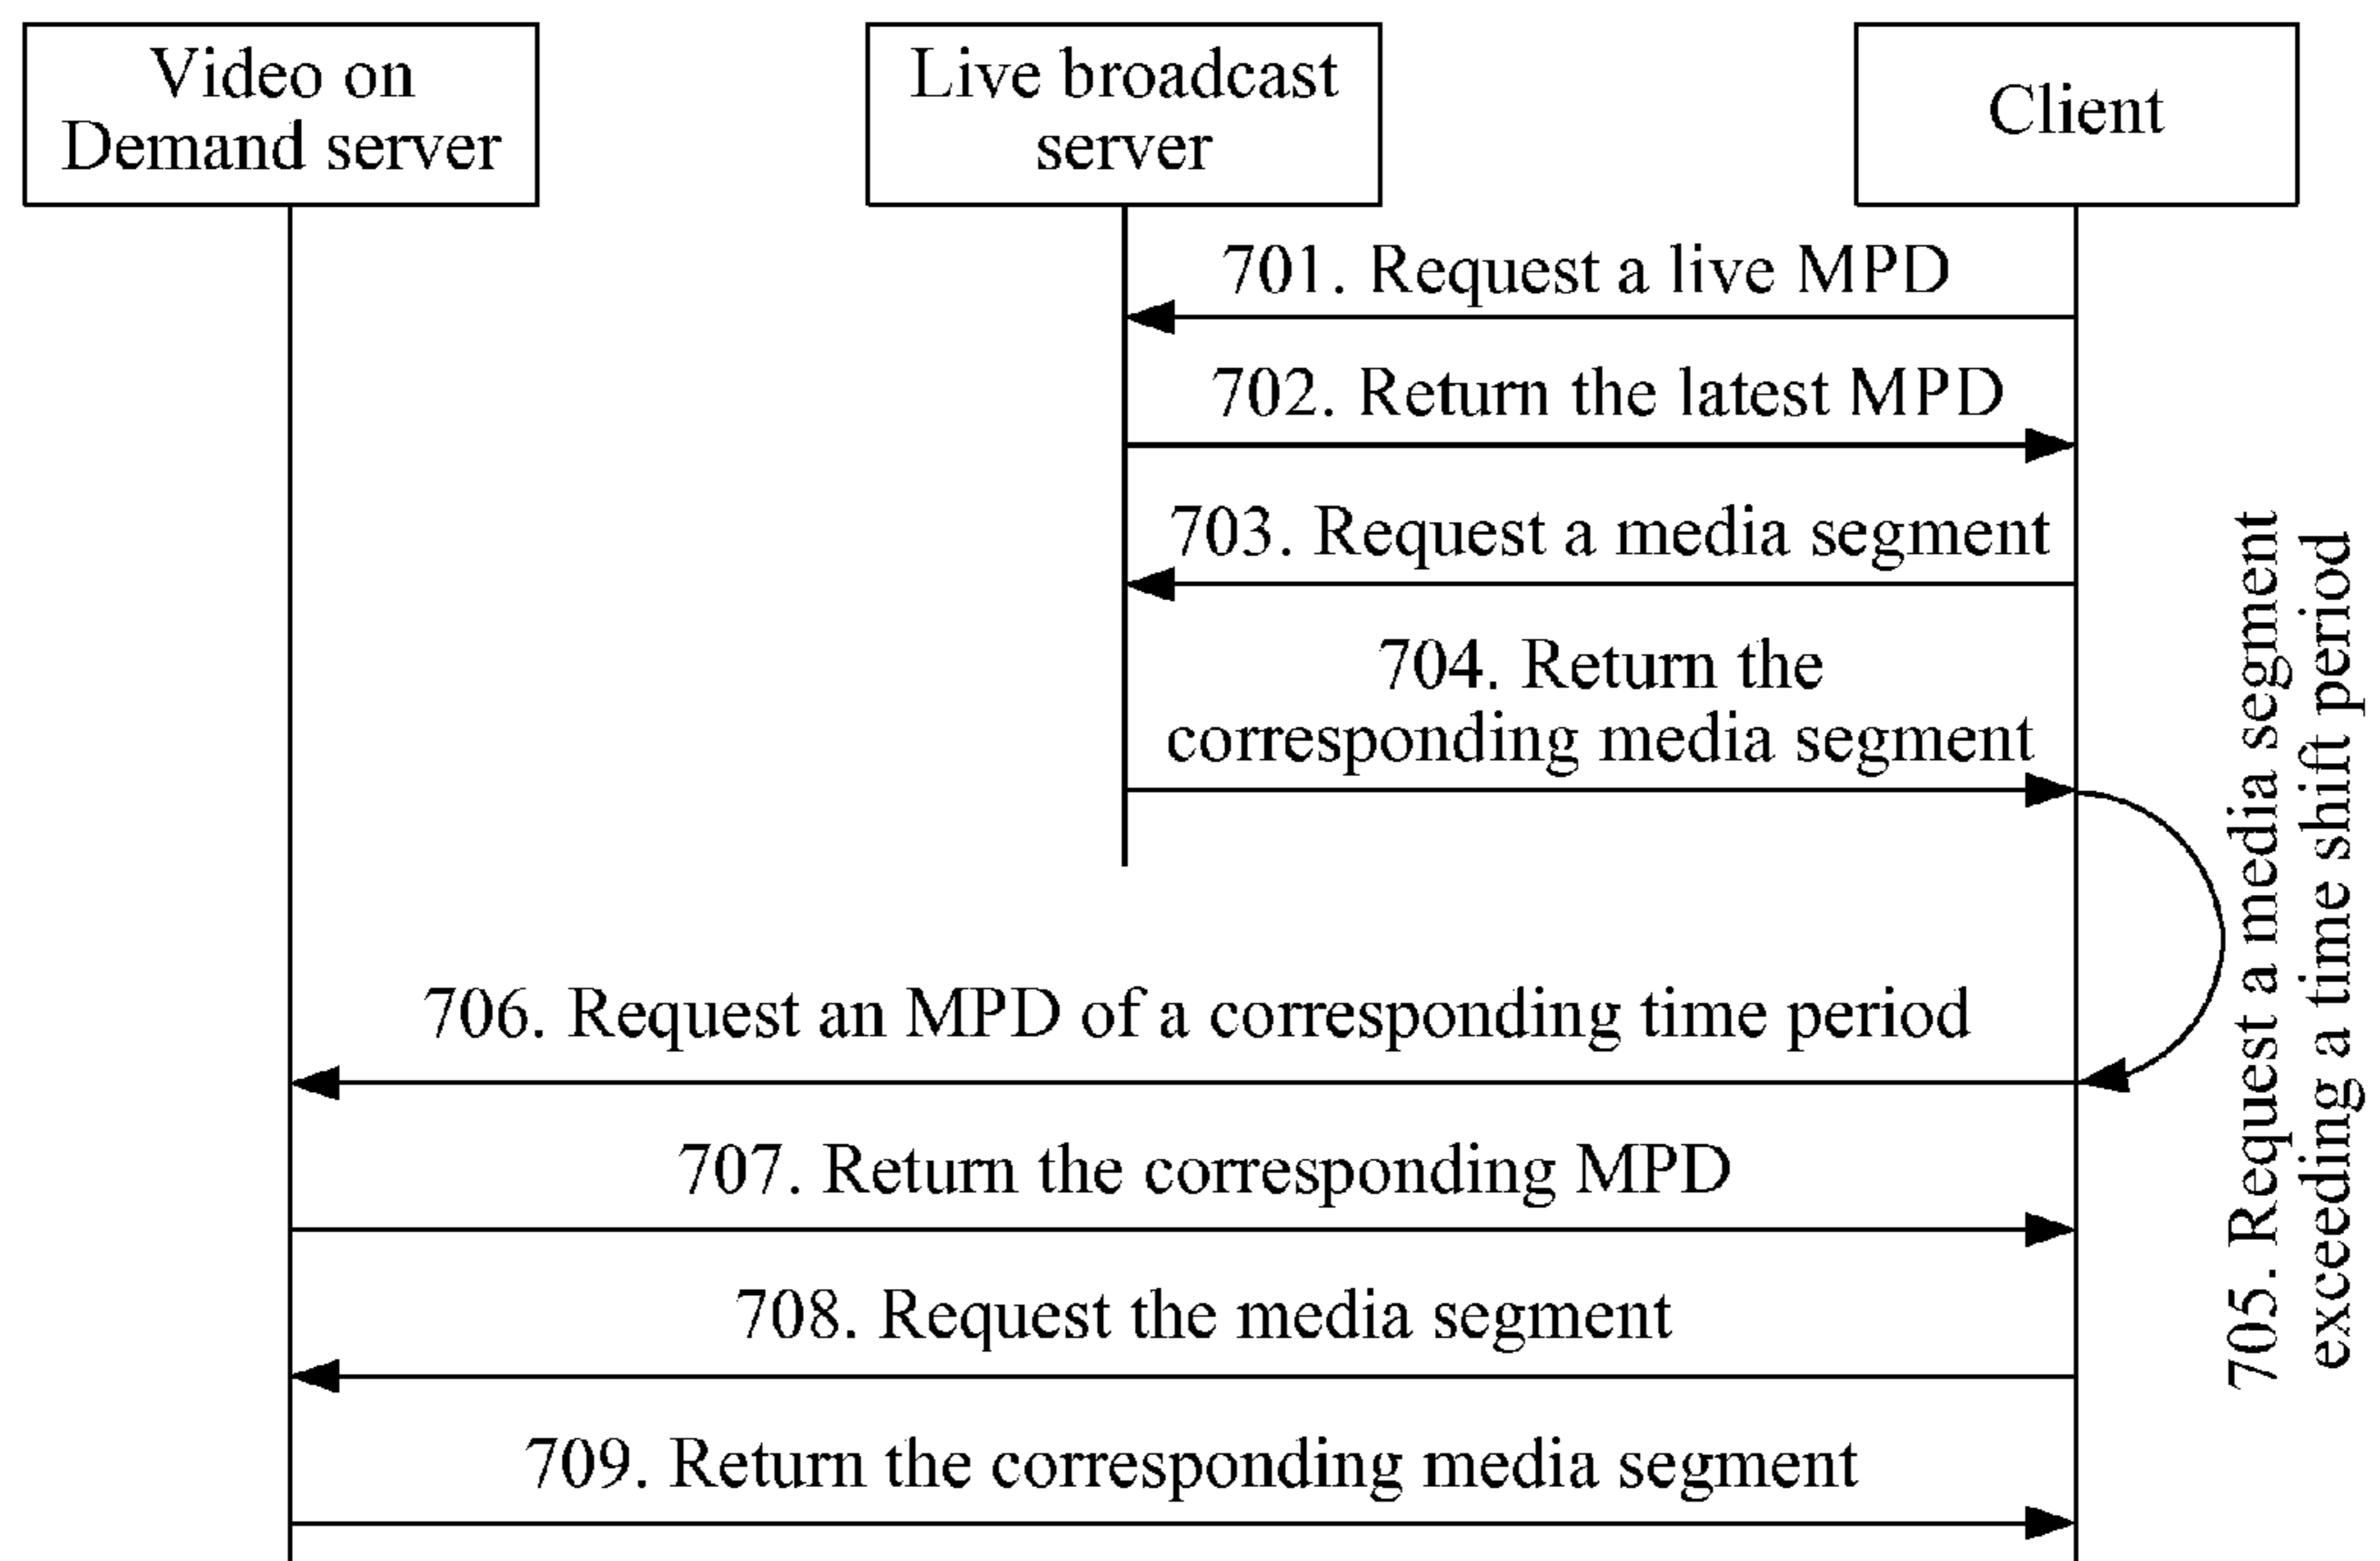 Video on
Demand server
Live broadcast
server
Client
701. Request a live MPD
702. Return the latest MPD
703. Request a media segment
704. Return the
corresponding media segment
705. Request a media segment
exceeding a time shift period
706. Request an MPD of a corresponding time period
707. Return the corresponding MPD
708. Request the media segment
709. Return the corresponding media segment